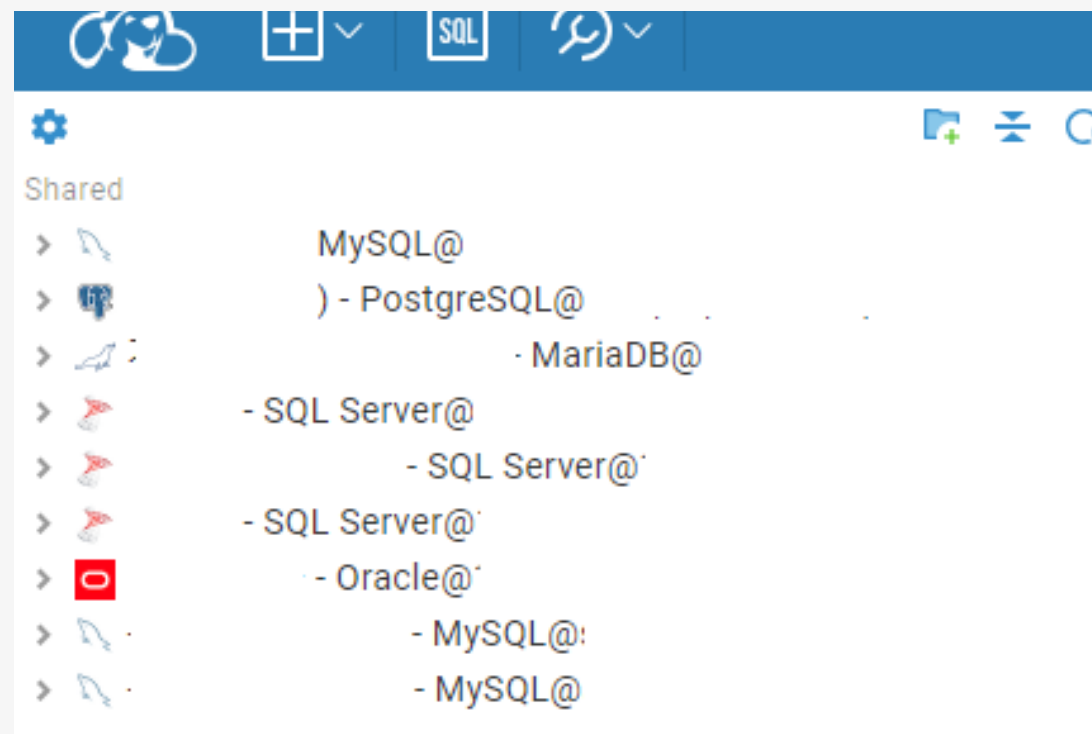 SQL
Shared
MySQL@
) - PostgreSQL@
- MariaDB@
- SQL Server@
- SQL Server@
- SQL Server@
- Oracle@
- MySQL@
- MySQL@